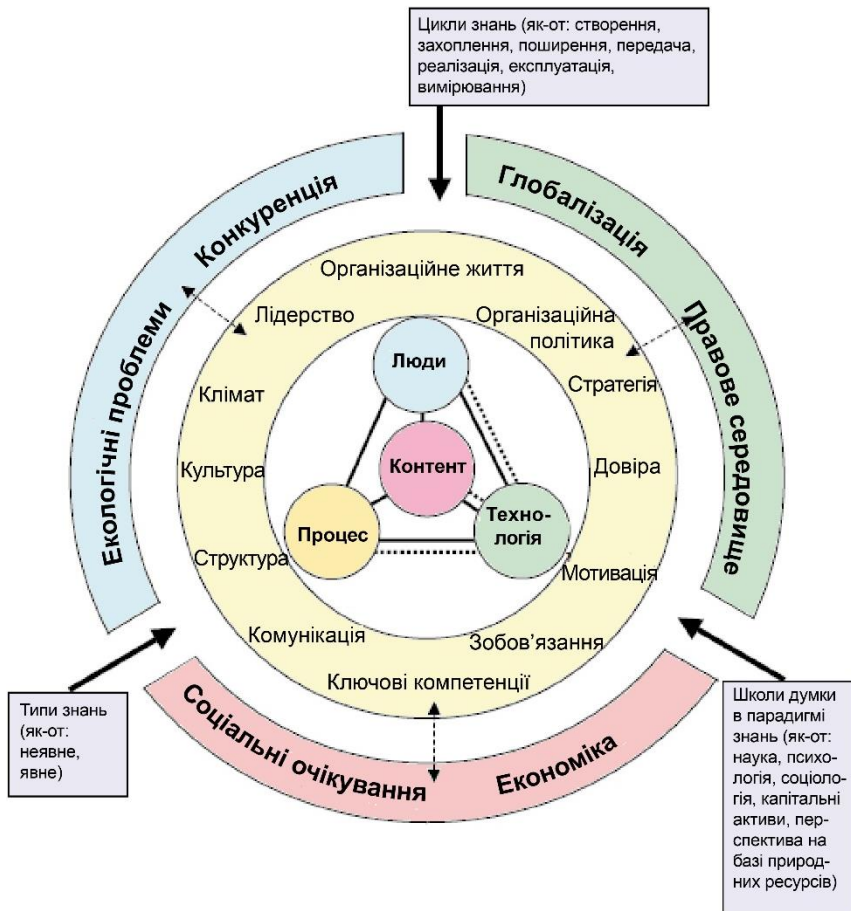 Цикли знань (як-от: створення,
захоплення, поширення, передача,
реалізація, експлуатація,
вимірювання)
Екологічні проблеми Конкуренція
Глобалізація Правове середовище
Організаційне життя
Лідерство
Організаційна
політика
Клімат
Стратегія
Культура
Довіра
Структура
Мотивація
Комунікація
Зобов’язання
Ключові компетенції
Люди
Контент
Процес
Техно-
логія
Соціальні очікування Економіка
Типи знань
(як-от:
неявне,
явне)
Школи думки
в парадигмі
знань (як-от:
наука, психо-
логія, соціоло-
гія, капітальні
активи, пер-
спектива на
базі природ-
них ресурсів)